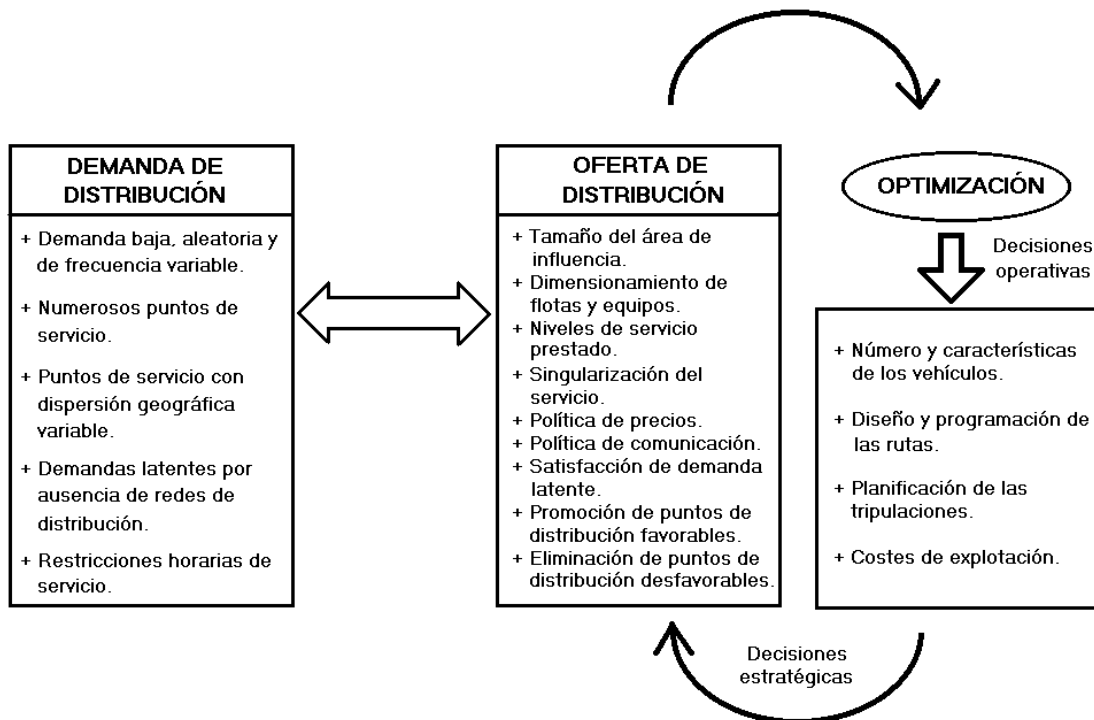 DEMANDA DE
DISTRIBUCIÓN
+ Demanda baja, aleatoria y
de frecuencia variable.
+ Numerosos puntos de
servicio.
+ Puntos de servicio con
dispersión geográfica
variable.
+ Demandas latentes por
ausencia de redes de
distribución.
+ Restricciones horarias de
servicio.
OFERTA DE
DISTRIBUCIÓN
+ Tamaño del área de
influencia.
+ Dimensionamiento de
flotas y equipos.
+ Niveles de servicio
prestado.
+ Singularización del
servicio.
+ Política de precios.
+ Política de comunicación.
+ Satisfacción de demanda
latente.
+ Promoción de puntos de
distribución favorables.
+ Eliminación de puntos de
distribución desfavorables.
OPTIMIZACIÓN
Decisiones
operativas
+ Número y características
de los vehículos.
+ Diseño y programación de
las rutas.
+ Planificación de las
tripulaciones.
+ Costes de explotación.
Decisiones
estratégicas